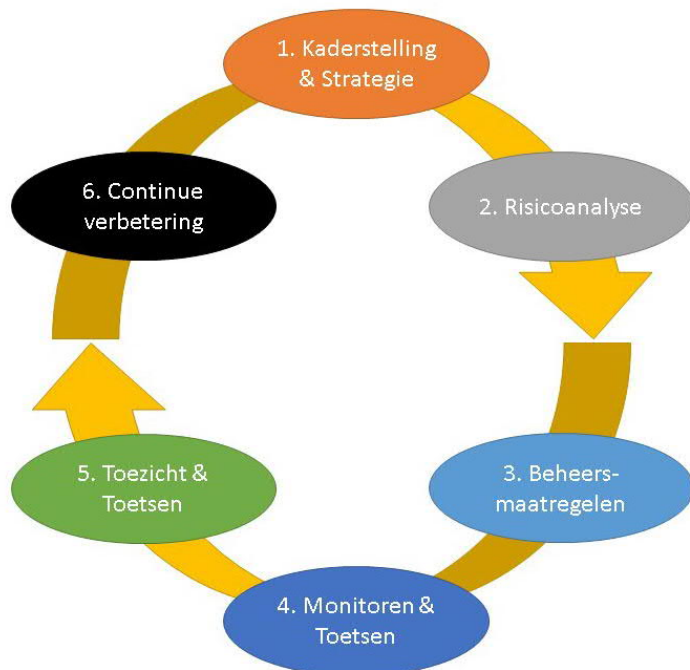 1. Kaderstelling
& Strategie
2. Risicoanalyse
3. Beheers-
maatregelen
4. Monitoren &
Toetsen
5. Toezicht &
Toetsen
6. Continue
verbetering